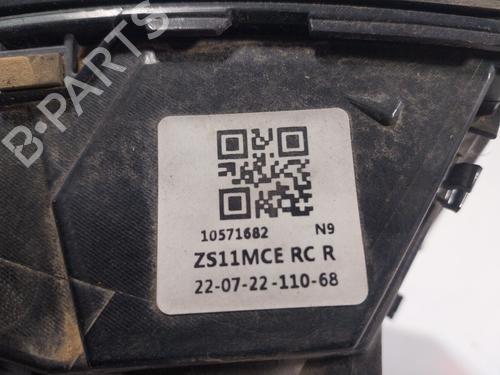 B-PARTS
10571682 N9
ZS11MCE RC R
22-07-22-110-68